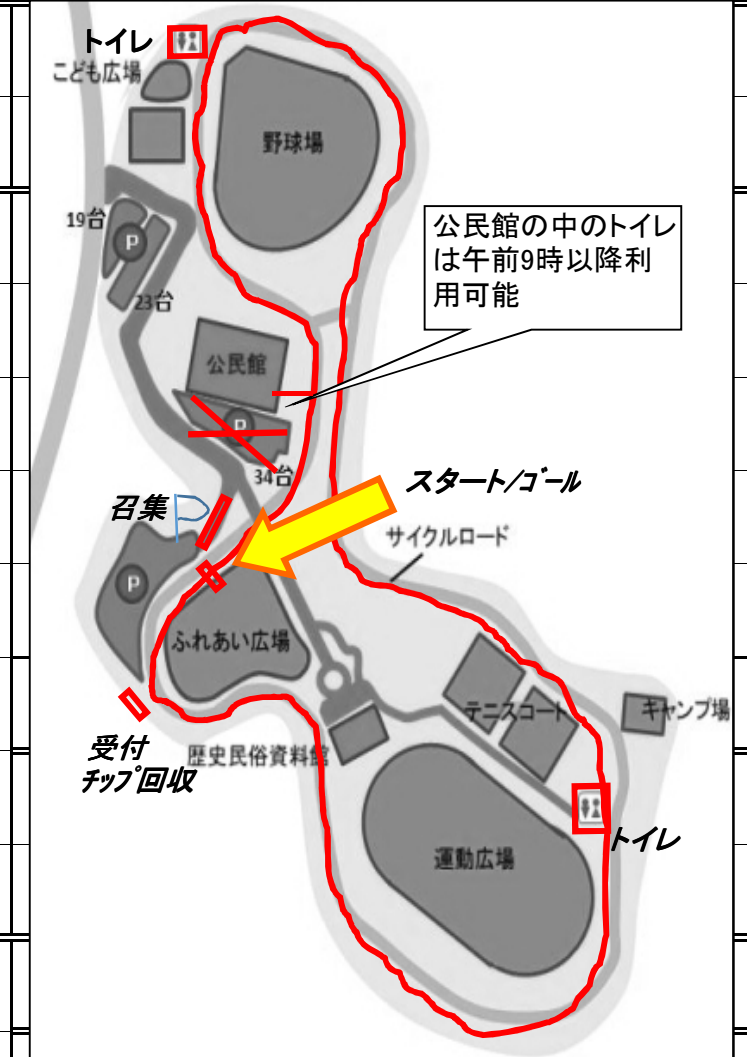 トイレ
こども広場
野球場
19台
P
23台
公民館の中のトイレ
は午前9時以降利
用可能
公民館
P
34台
スタート/ゴール
召集
サイクルロード
P
ふれあい広場
テニスコート
キャンプ場
受付
チップ回収
歴史民俗資料館
トイレ
運動広場